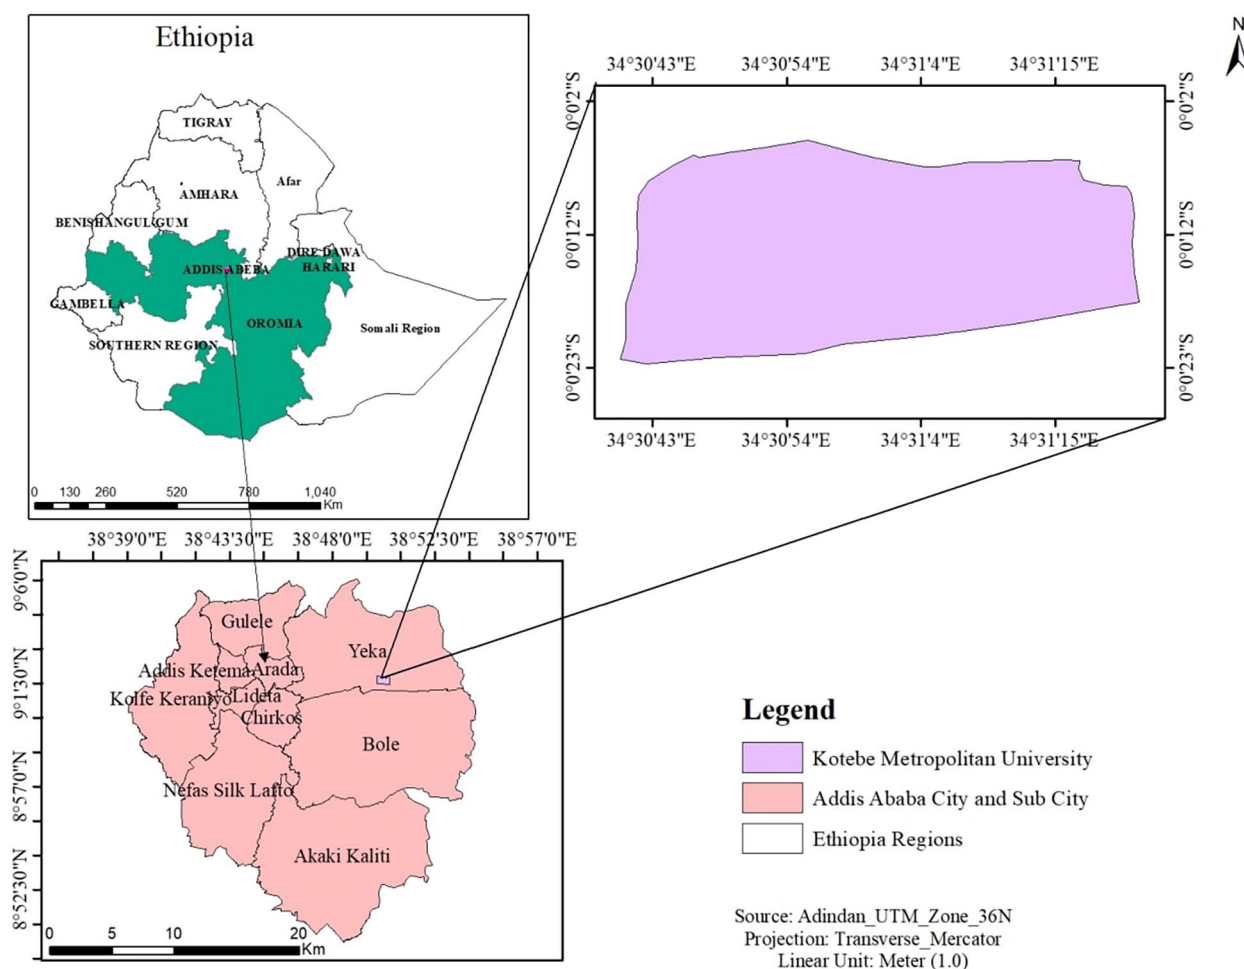 Ethiopia
TIGRAY
AMHARA
Afar
BENISHANGUL GUM
DIRE DAWA
HARARI
ADDIS ABEBA
GAMBELLA
OROMIA
SOUTHERN REGION
Somali Region
0 130 260 520 780 1,040
Km
N
34°30'43"E 34°30'54"E 34°31'4"E 34°31'15"E
0°0'2"S 0°0'2"S
0°0'12"S 0°0'12"S
0°0'23"S 0°0'23"S
34°30'43"E 34°30'54"E 34°31'4"E 34°31'15"E
38°39'0"E 38°43'30"E 38°48'0"E 38°52'30"E 38°57'0"E
9°6'0"N
9°1'30"N
8°57'0"N
8°52'30"N
Gulele
Yeka
Addis Ketema
Arada
Kolfe Keraniyo
Lideta
Chirkos
Bole
Nefas Silk Lafto
Akaki Kaliti
0 5 10 20
Km
Legend
Kotebe Metropolitan University
Addis Ababa City and Sub City
Ethiopia Regions
Source: Adindan_UTM_Zone_36N
Projection: Transverse_Mercator
Linear Unit: Meter (1.0)